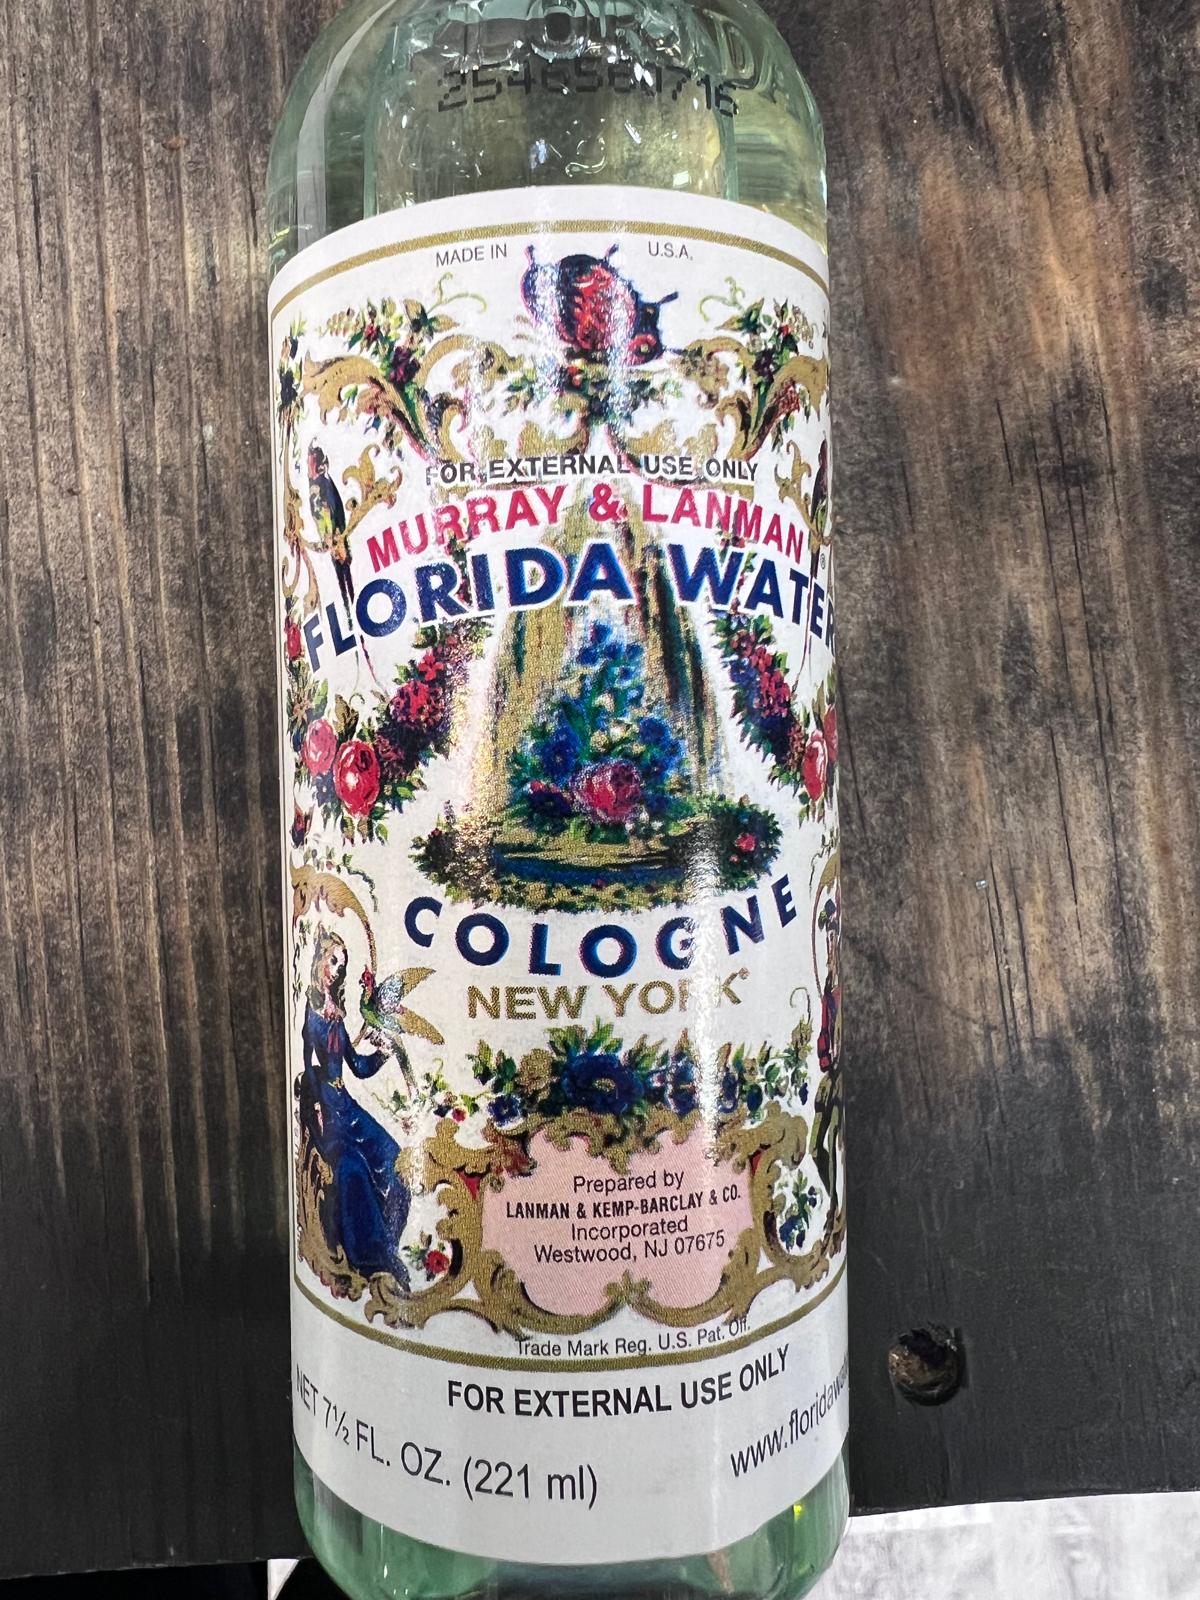 FLORIDA
MADE IN U.S.A.
FOR EXTERNAL USE ONLY
MURRAY & LANMAN®
FLORIDA WATER
COLOGNE
NEW YORK
Prepared by
LANMAN & KEMP-BARCLAY & CO.
Incorporated
Westwood, NJ 07675
Trade Mark Reg. U.S. Pat. Off.
FOR EXTERNAL USE ONLY
NET 7½ FL. OZ. (221 ml)